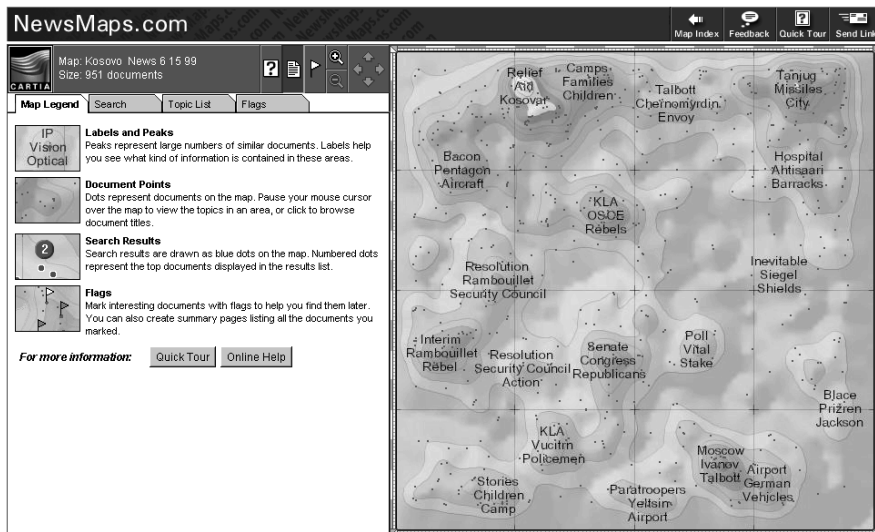 NewsMaps.com
Map Index
Feedback
Quick Tour
Send Link
CARTIA
Map: Kosovo News 6 15 99
Size: 951 documents
Map Legend
Search
Topic List
Flags
IP
Vision
Optical
Labels and Peaks
Peaks represent large numbers of similar documents. Labels help
you see what kind of information is contained in these areas.
Document Points
Dots represent documents on the map. Pause your mouse cursor
over the map to view the topics in an area, or click to browse
document titles.
2
Search Results
Search results are drawn as blue dots on the map. Numbered dots
represent the top documents displayed in the results list.
Flags
Mark interesting documents with flags to help you find them later.
You can also create summary pages listing all the documents you
marked.
For more information:
Quick Tour
Online Help
Relief
Aid
Kosovar
Camps
Families
Children
Talbott
Chernomyrdin
Envoy
Tanjug
Missiles
City
Bacon
Pentagon
Aircraft
Hospital
Ahtisaari
Barracks
KLA
OSCE
Rebels
Resolution
Rambouillet
Security Council
Inevitable
Siegel
Shields
Interim
Rambouillet
Rebel
Resolution
Security Council
Action
Senate
Congress
Republicans
Poll
Vital
Stake
Blace
Prizren
Jackson
KLA
Vucitrn
Policemen
Moscow
Ivanov
Talbott
Airport
German
Vehicles
Stories
Children
Camp
Paratroopers
Yeltsin
Airport